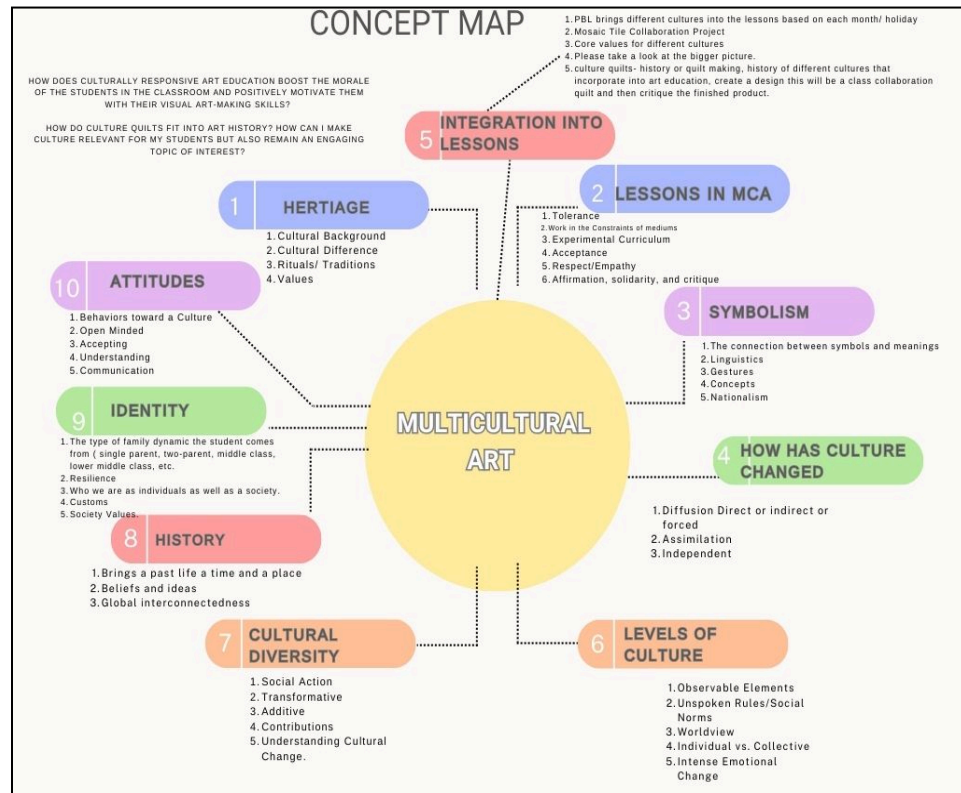 CONCEPT MAP
HOW DOES CULTURALLY RESPONSIVE ART EDUCATION BOOST THE MORALE
OF THE STUDENTS IN THE CLASSROOM AND POSITIVELY MOTIVATE THEM
WITH THEIR VISUAL ART-MAKING SKILLS?
HOW DO CULTURE QUILTS FIT INTO ART HISTORY? HOW CAN I MAKE
CULTURE RELEVANT FOR MY STUDENTS BUT ALSO REMAIN AN ENGAGING
TOPIC OF INTEREST?
1. PBL brings different cultures into the lessons based on each month/ holiday
2. Mosaic Tile Collaboration Project
3. Core values for different cultures
4. Please take a look at the bigger picture.
5. culture quilts- history or quilt making, history of different cultures that
incorporate into art education, create a design this will be a class collaboration
quilt and then critique the finished product.
5 INTEGRATION INTO
LESSONS
1 HERTIAGE
1. Cultural Background
2. Cultural Difference
3. Rituals/ Traditions
4. Values
2 LESSONS IN MCA
1. Tolerance
2. Work in the Constraints of mediums
3. Experimental Curriculum
4. Acceptance
5. Respect/Empathy
6. Affirmation, solidarity, and critique
10 ATTITUDES
1. Behaviors toward a Culture
2. Open Minded
3. Accepting
4. Understanding
5. Communication
3 SYMBOLISM
1. The connection between symbols and meanings
2. Linguistics
3. Gestures
4. Concepts
5. Nationalism
MULTICULTURAL
ART
9 IDENTITY
1. The type of family dynamic the student comes
from ( single parent, two-parent, middle class,
lower middle class, etc.
2. Resilience
3. Who we are as individuals as well as a society.
4. Customs
5. Society Values.
4 HOW HAS CULTURE
CHANGED
1. Diffusion Direct or indirect or
forced
2. Assimilation
3. Independent
8 HISTORY
1. Brings a past life a time and a place
2. Beliefs and ideas
3. Global interconnectedness
7 CULTURAL
DIVERSITY
1. Social Action
2. Transformative
3. Additive
4. Contributions
5. Understanding Cultural
Change.
6 LEVELS OF
CULTURE
1. Observable Elements
2. Unspoken Rules/Social
Norms
3. Worldview
4. Individual vs. Collective
5. Intense Emotional
Change